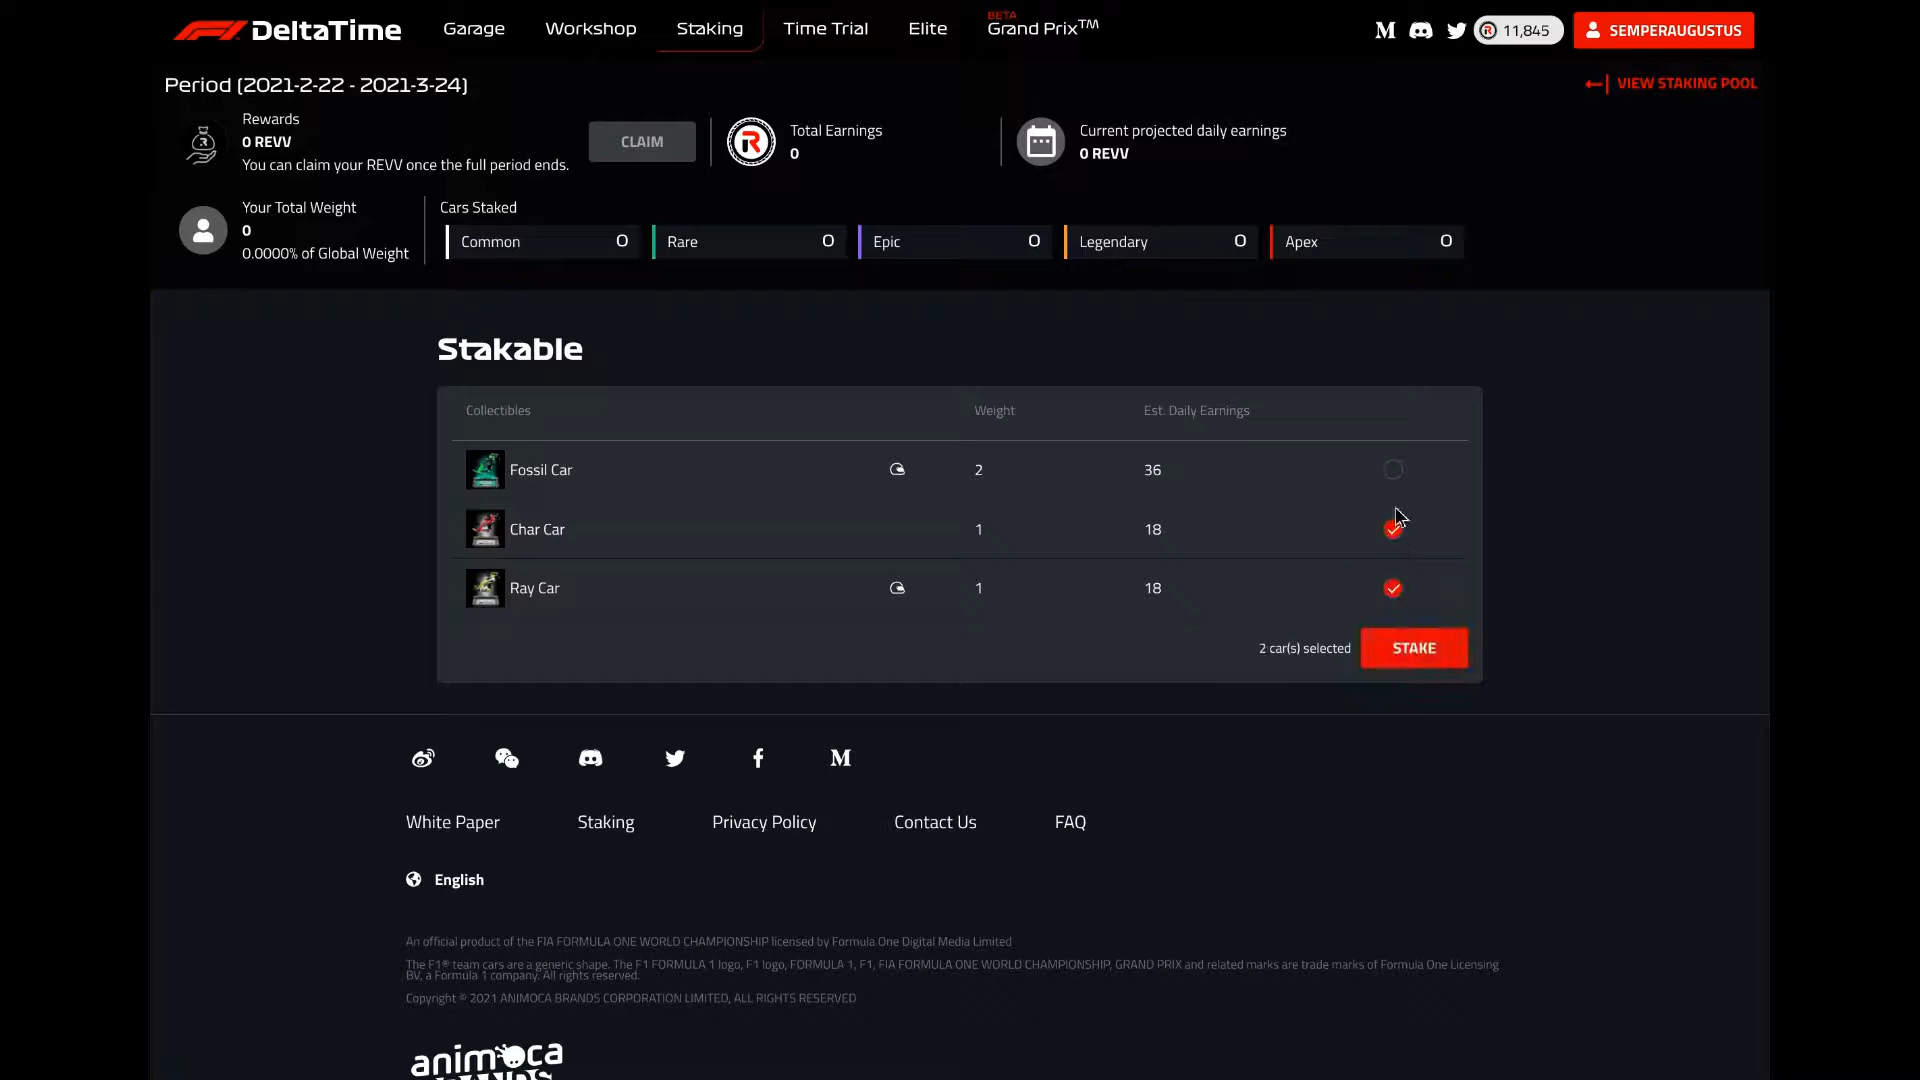 DeltaTime
Garage
Workshop
Staking
Time Trial
Elite
BETA
Grand Prix™
11,845
SEMPERAUGUSTUS
Period (2021-2-22 - 2021-3-24)
VIEW STAKING POOL
Rewards
0 REVV
You can claim your REVV once the full period ends.
CLAIM
Total Earnings
0
Current projected daily earnings
0 REVV
Your Total Weight
0
0.0000% of Global Weight
Cars Staked
Common 0
Rare 0
Epic 0
Legendary 0
Apex 0
Stakable
Collectibles Weight Est. Daily Earnings
Fossil Car 2 36
Char Car 1 18
Ray Car 1 18
2 car(s) selected
STAKE
White Paper
Staking
Privacy Policy
Contact Us
FAQ
English
An official product of the FIA FORMULA ONE WORLD CHAMPIONSHIP licensed by Formula One Digital Media Limited
The F1® team cars are a generic shape. The F1 FORMULA 1 logo, F1 logo, FORMULA 1, F1, FIA FORMULA ONE WORLD CHAMPIONSHIP, GRAND PRIX and related marks are trade marks of Formula One Licensing
BV, a Formula 1 company. All rights reserved.
Copyright © 2021 ANIMOCA BRANDS CORPORATION LIMITED, ALL RIGHTS RESERVED
animoca
BRANDS